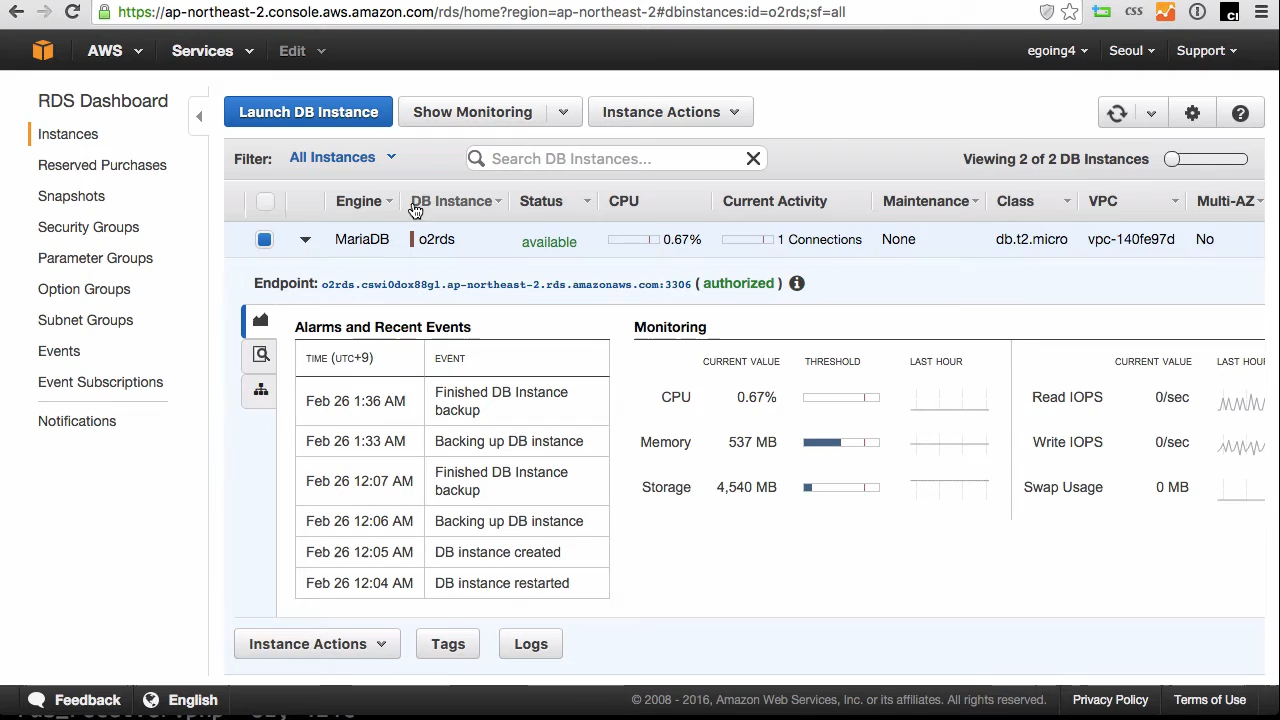 https://ap-northeast-2.console.aws.amazon.com/rds/home?region=ap-northeast-2#dbinstances:id=o2rds;sf=all
css
AWS Services Edit egoing4 Seoul Support
RDS Dashboard
Instances
Reserved Purchases
Snapshots
Security Groups
Parameter Groups
Option Groups
Subnet Groups
Events
Event Subscriptions
Notifications
Launch DB Instance Show Monitoring Instance Actions
Filter: All Instances Search DB Instances... Viewing 2 of 2 DB Instances
Engine DB Instance Status CPU Current Activity Maintenance Class VPC Multi-AZ
MariaDB o2rds available 0.67% 1 Connections None db.t2.micro vpc-140fe97d No
Endpoint: o2rds.cswi0dox88gl.ap-northeast-2.rds.amazonaws.com:3306 ( authorized )
Alarms and Recent Events
TIME (UTC+9) EVENT
Feb 26 1:36 AM Finished DB Instance backup
Feb 26 1:33 AM Backing up DB instance
Feb 26 12:07 AM Finished DB Instance backup
Feb 26 12:06 AM Backing up DB instance
Feb 26 12:05 AM DB instance created
Feb 26 12:04 AM DB instance restarted
Monitoring
CURRENT VALUE THRESHOLD LAST HOUR CURRENT VALUE LAST HOU
CPU 0.67% Read IOPS 0/sec
Memory 537 MB Write IOPS 0/sec
Storage 4,540 MB Swap Usage 0 MB
Instance Actions Tags Logs
Feedback English © 2008 - 2016, Amazon Web Services, Inc. or its affiliates. All rights reserved. Privacy Policy Terms of Use